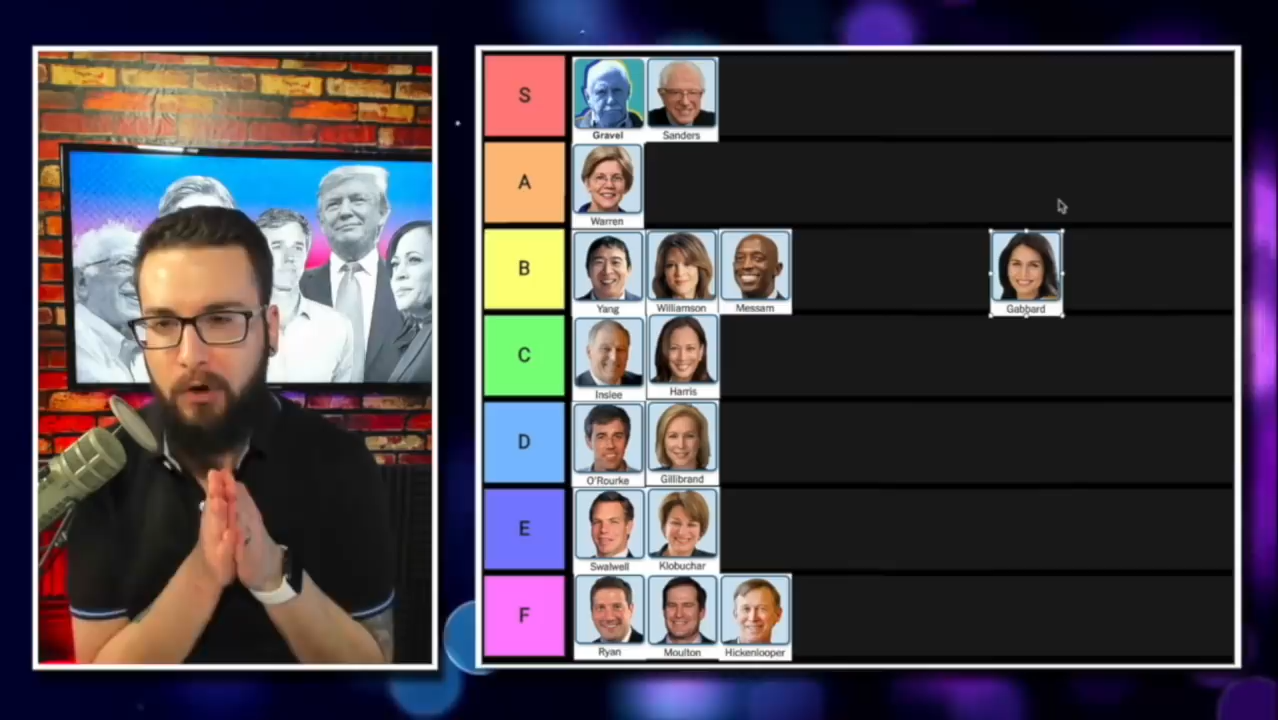 S
Gravel Sanders
A
Warren
B
Yang Williamson Messam Gabbard
C
Inslee Harris
D
O'Rourke Gillibrand
E
Swalwell Klobuchar
F
Ryan Moulton Hickenlooper